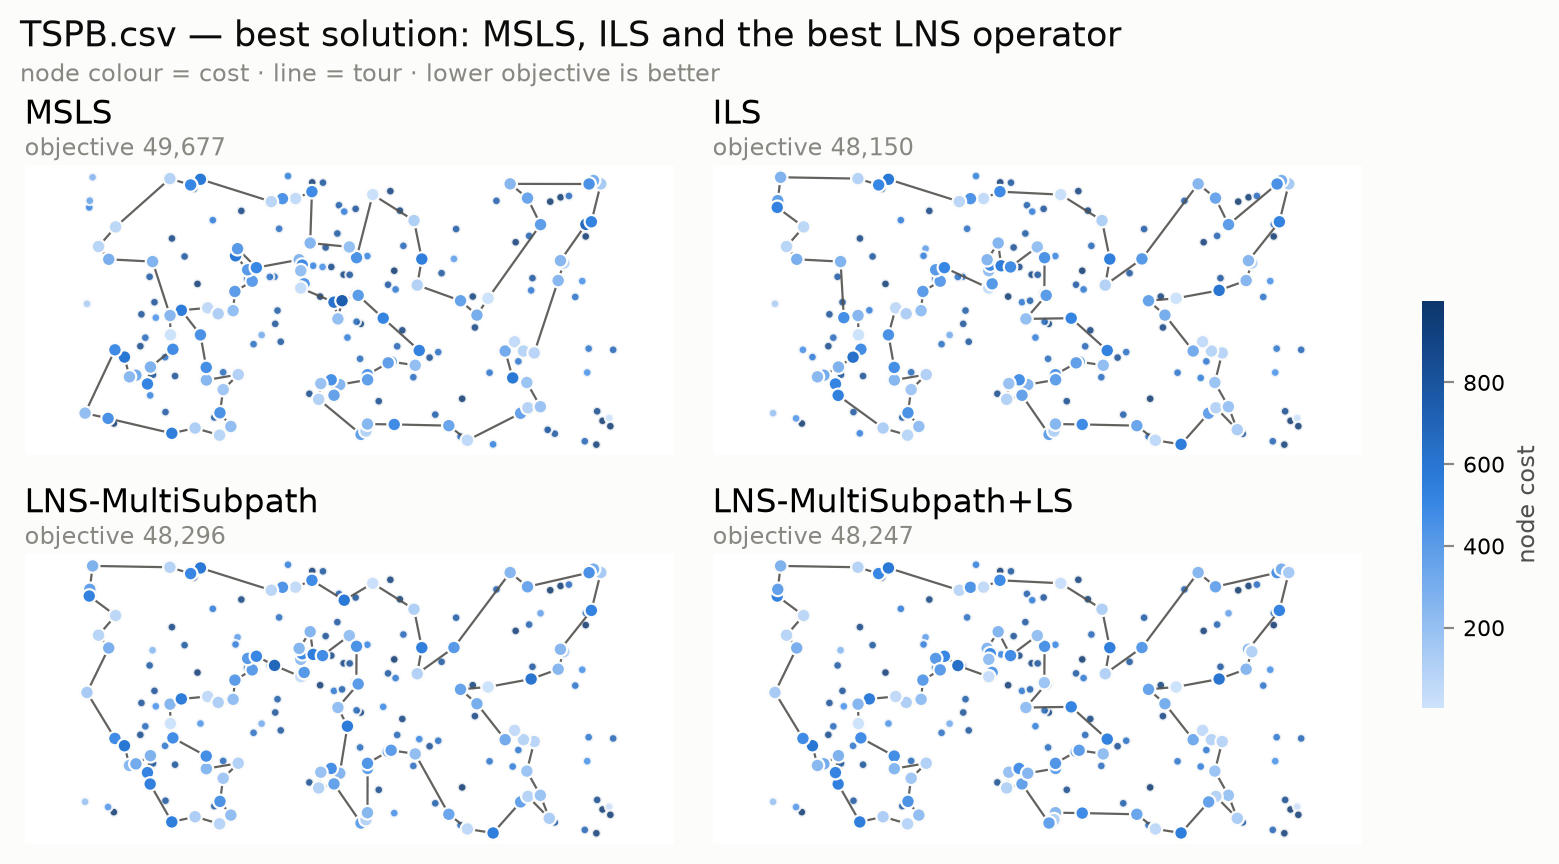 TSPB.csv — best solution: MSLS, ILS and the best LNS operator
node colour = cost · line = tour · lower objective is better
MSLS
objective 49,677
ILS
objective 48,150
LNS-MultiSubpath
objective 48,296
LNS-MultiSubpath+LS
objective 48,247
800
600
400
200
node cost